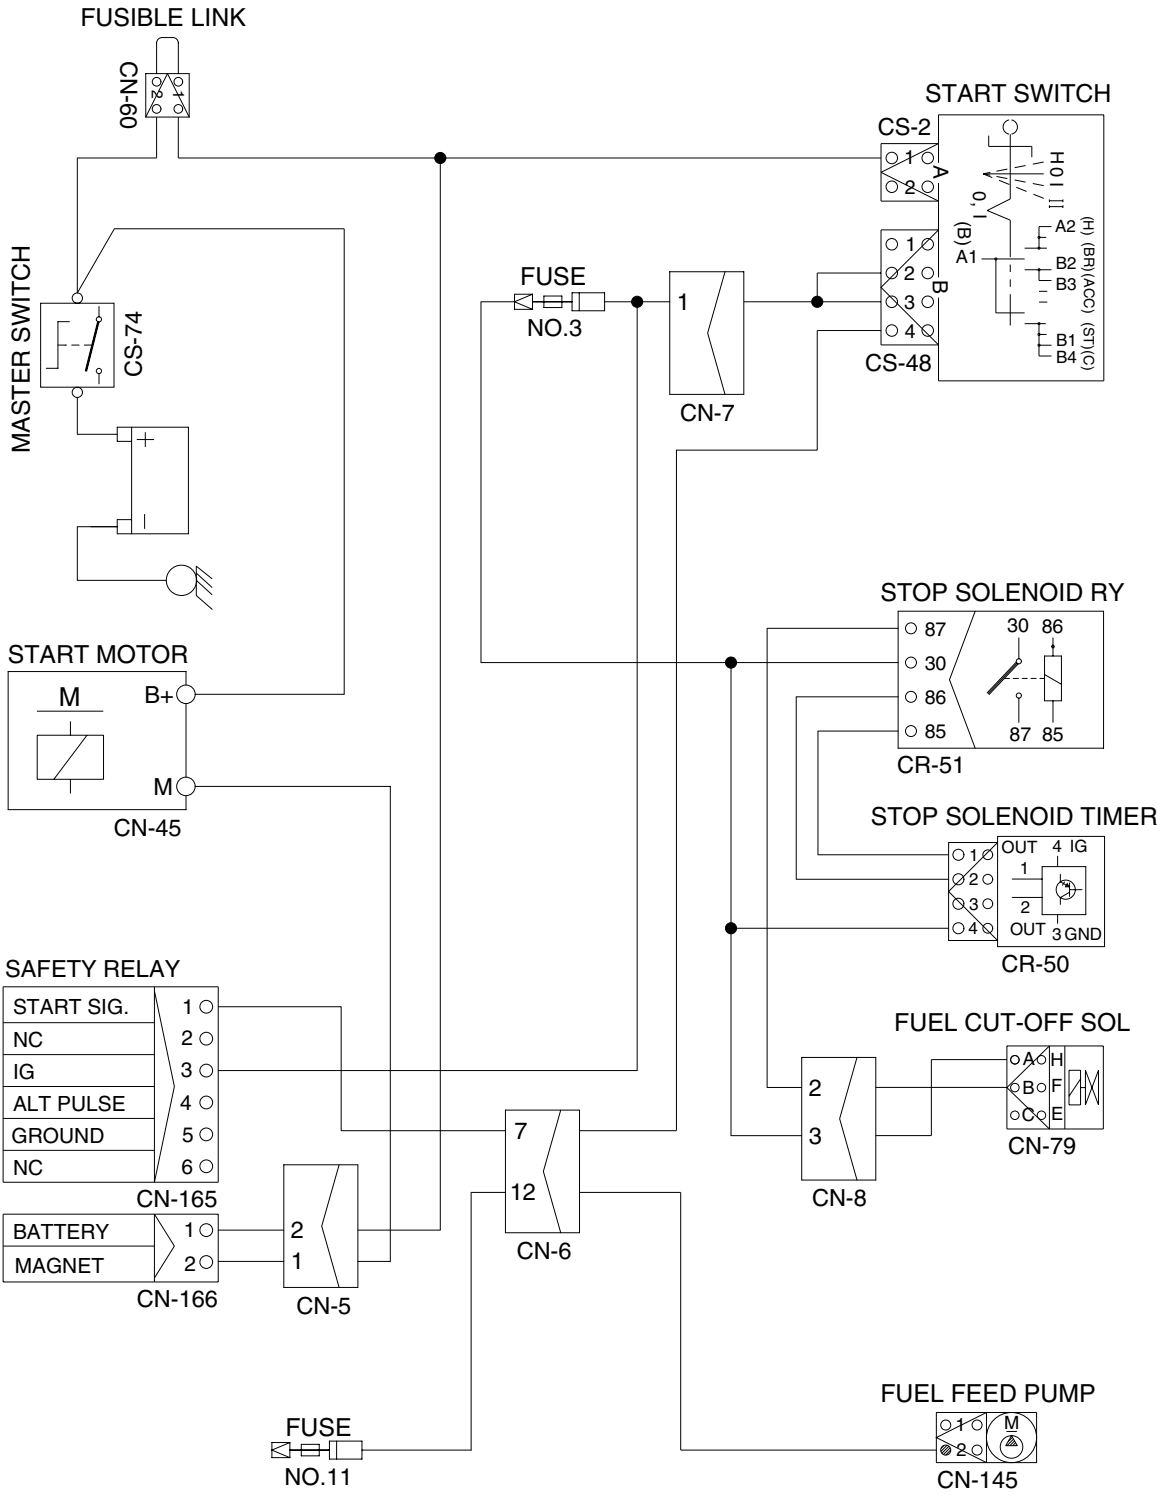 FUSIBLE LINK
CN-60
2
1
START SWITCH
CS-2
1
2
A
H O I II
0, I
(B)
A1
A2 (H)
B2 (BR)
B3 (ACC)
B1 (ST)
B4 (C)
1
2
3
4
B
CS-48
MASTER SWITCH
CS-74
+
-
FUSE
NO.3
1
CN-7
START MOTOR
M
B+
M
CN-45
STOP SOLENOID RY
87
30
86
85
30 86
87 85
CR-51
STOP SOLENOID TIMER
1
2
3
4
OUT 4 IG
1
2
OUT 3 GND
CR-50
SAFETY RELAY
START SIG. 1
NC 2
IG 3
ALT PULSE 4
GROUND 5
NC 6
CN-165
BATTERY 1
MAGNET 2
CN-166
2
1
CN-5
7
12
CN-6
FUEL CUT-OFF SOL
A H
B F
C E
CN-79
2
3
CN-8
FUSE
NO.11
FUEL FEED PUMP
1
2
M
CN-145